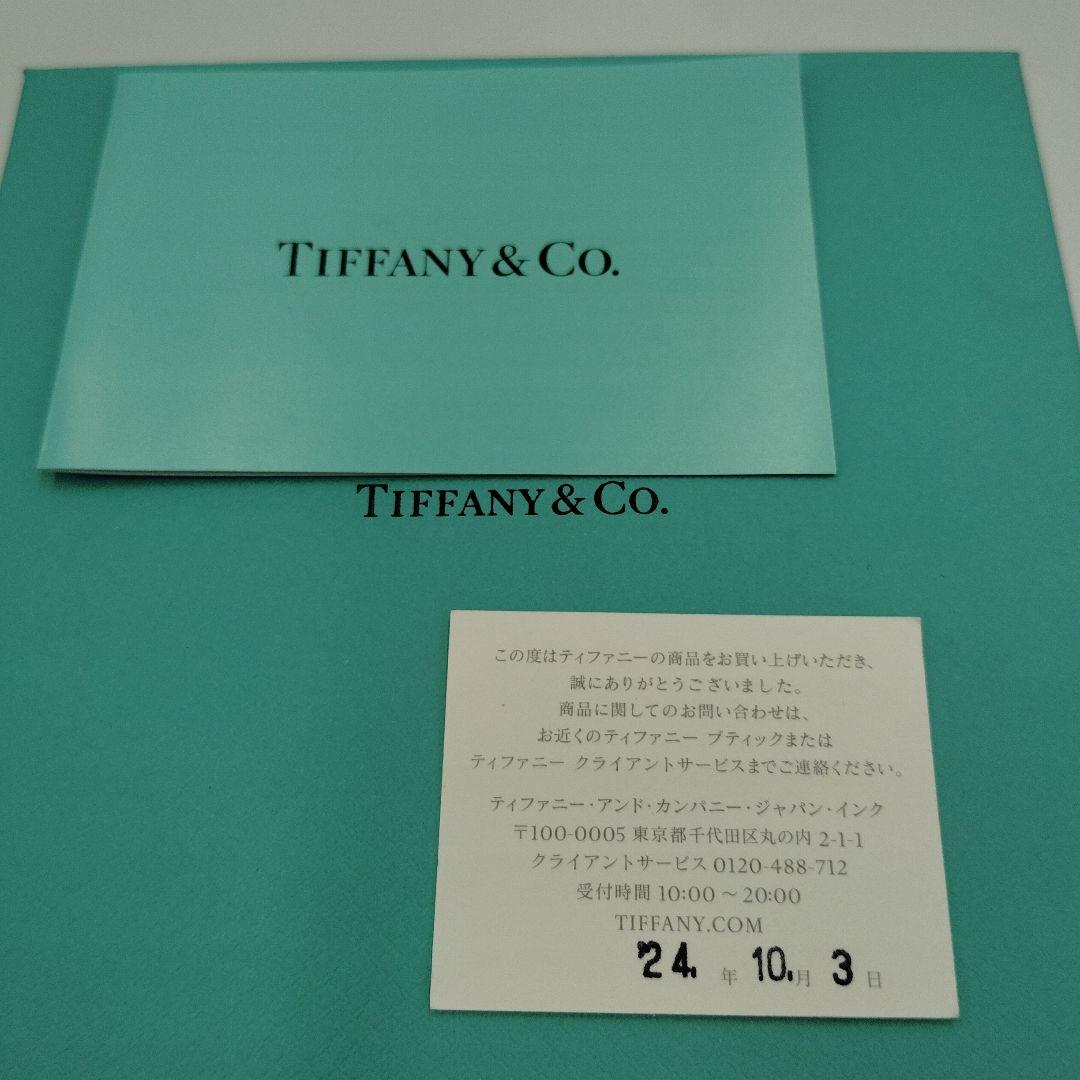 TIFFANY & CO.
TIFFANY & CO.
この度はティファニーの商品をお買い上げいただき、
誠にありがとうございました。
商品に関してのお問い合わせは、
お近くのティファニー ブティックまたは
ティファニー クライアントサービスまでご連絡ください。
ティファニー・アンド・カンパニー・ジャパン・インク
〒100-0005 東京都千代田区丸の内 2-1-1
クライアントサービス 0120-488-712
受付時間 10:00 ～ 20:00
TIFFANY.COM
'24. 年 10. 月 3 日